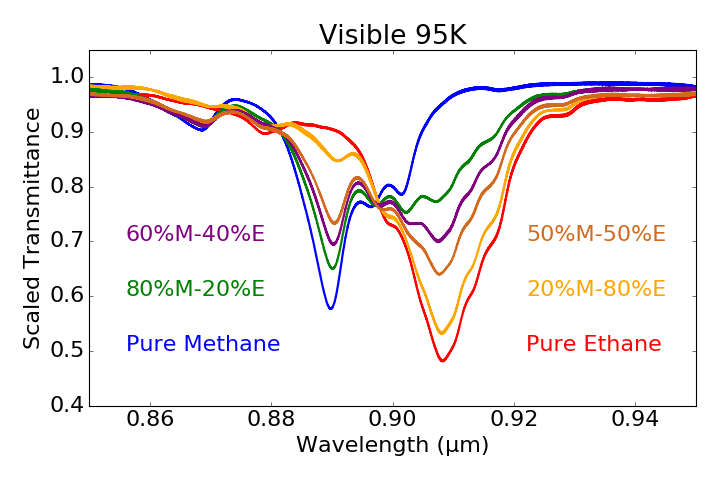 Visible 95K
1.0
0.9
0.8
0.7
0.6
0.5
0.4
Scaled Transmittance
60%M-40%E
50%M-50%E
80%M-20%E
20%M-80%E
Pure Methane
Pure Ethane
0.86
0.88
0.90
0.92
0.94
Wavelength (μm)